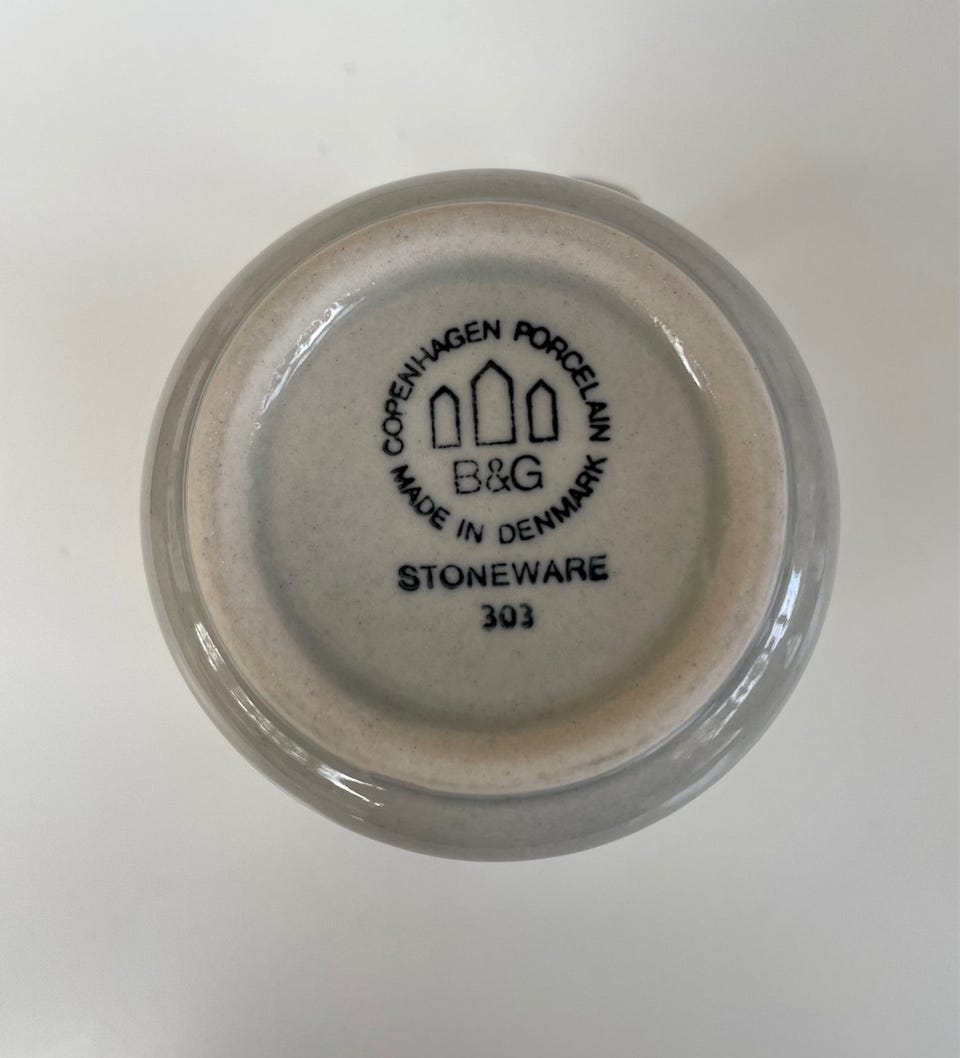 COPENHAGEN PORCELAIN
B&G
MADE IN DENMARK
STONEWARE
303